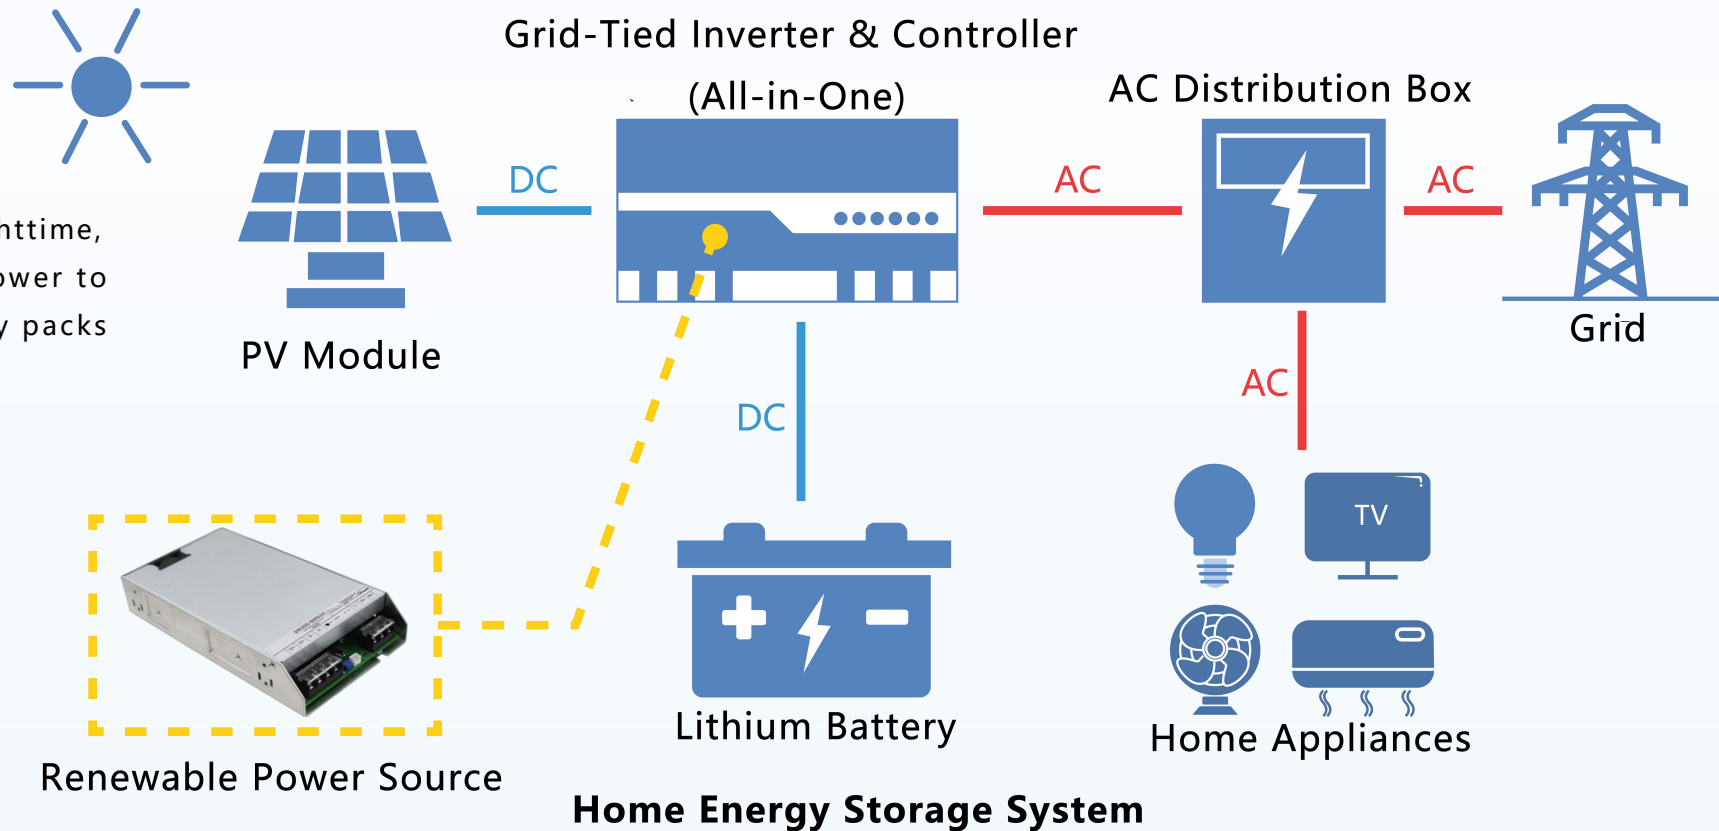 Grid-Tied Inverter & Controller
(All-in-One)
AC Distribution Box
DC
AC
AC
httime,
ower to
y packs
PV Module
Grid
AC
DC
TV
Lithium Battery
Home Appliances
Renewable Power Source
Home Energy Storage System